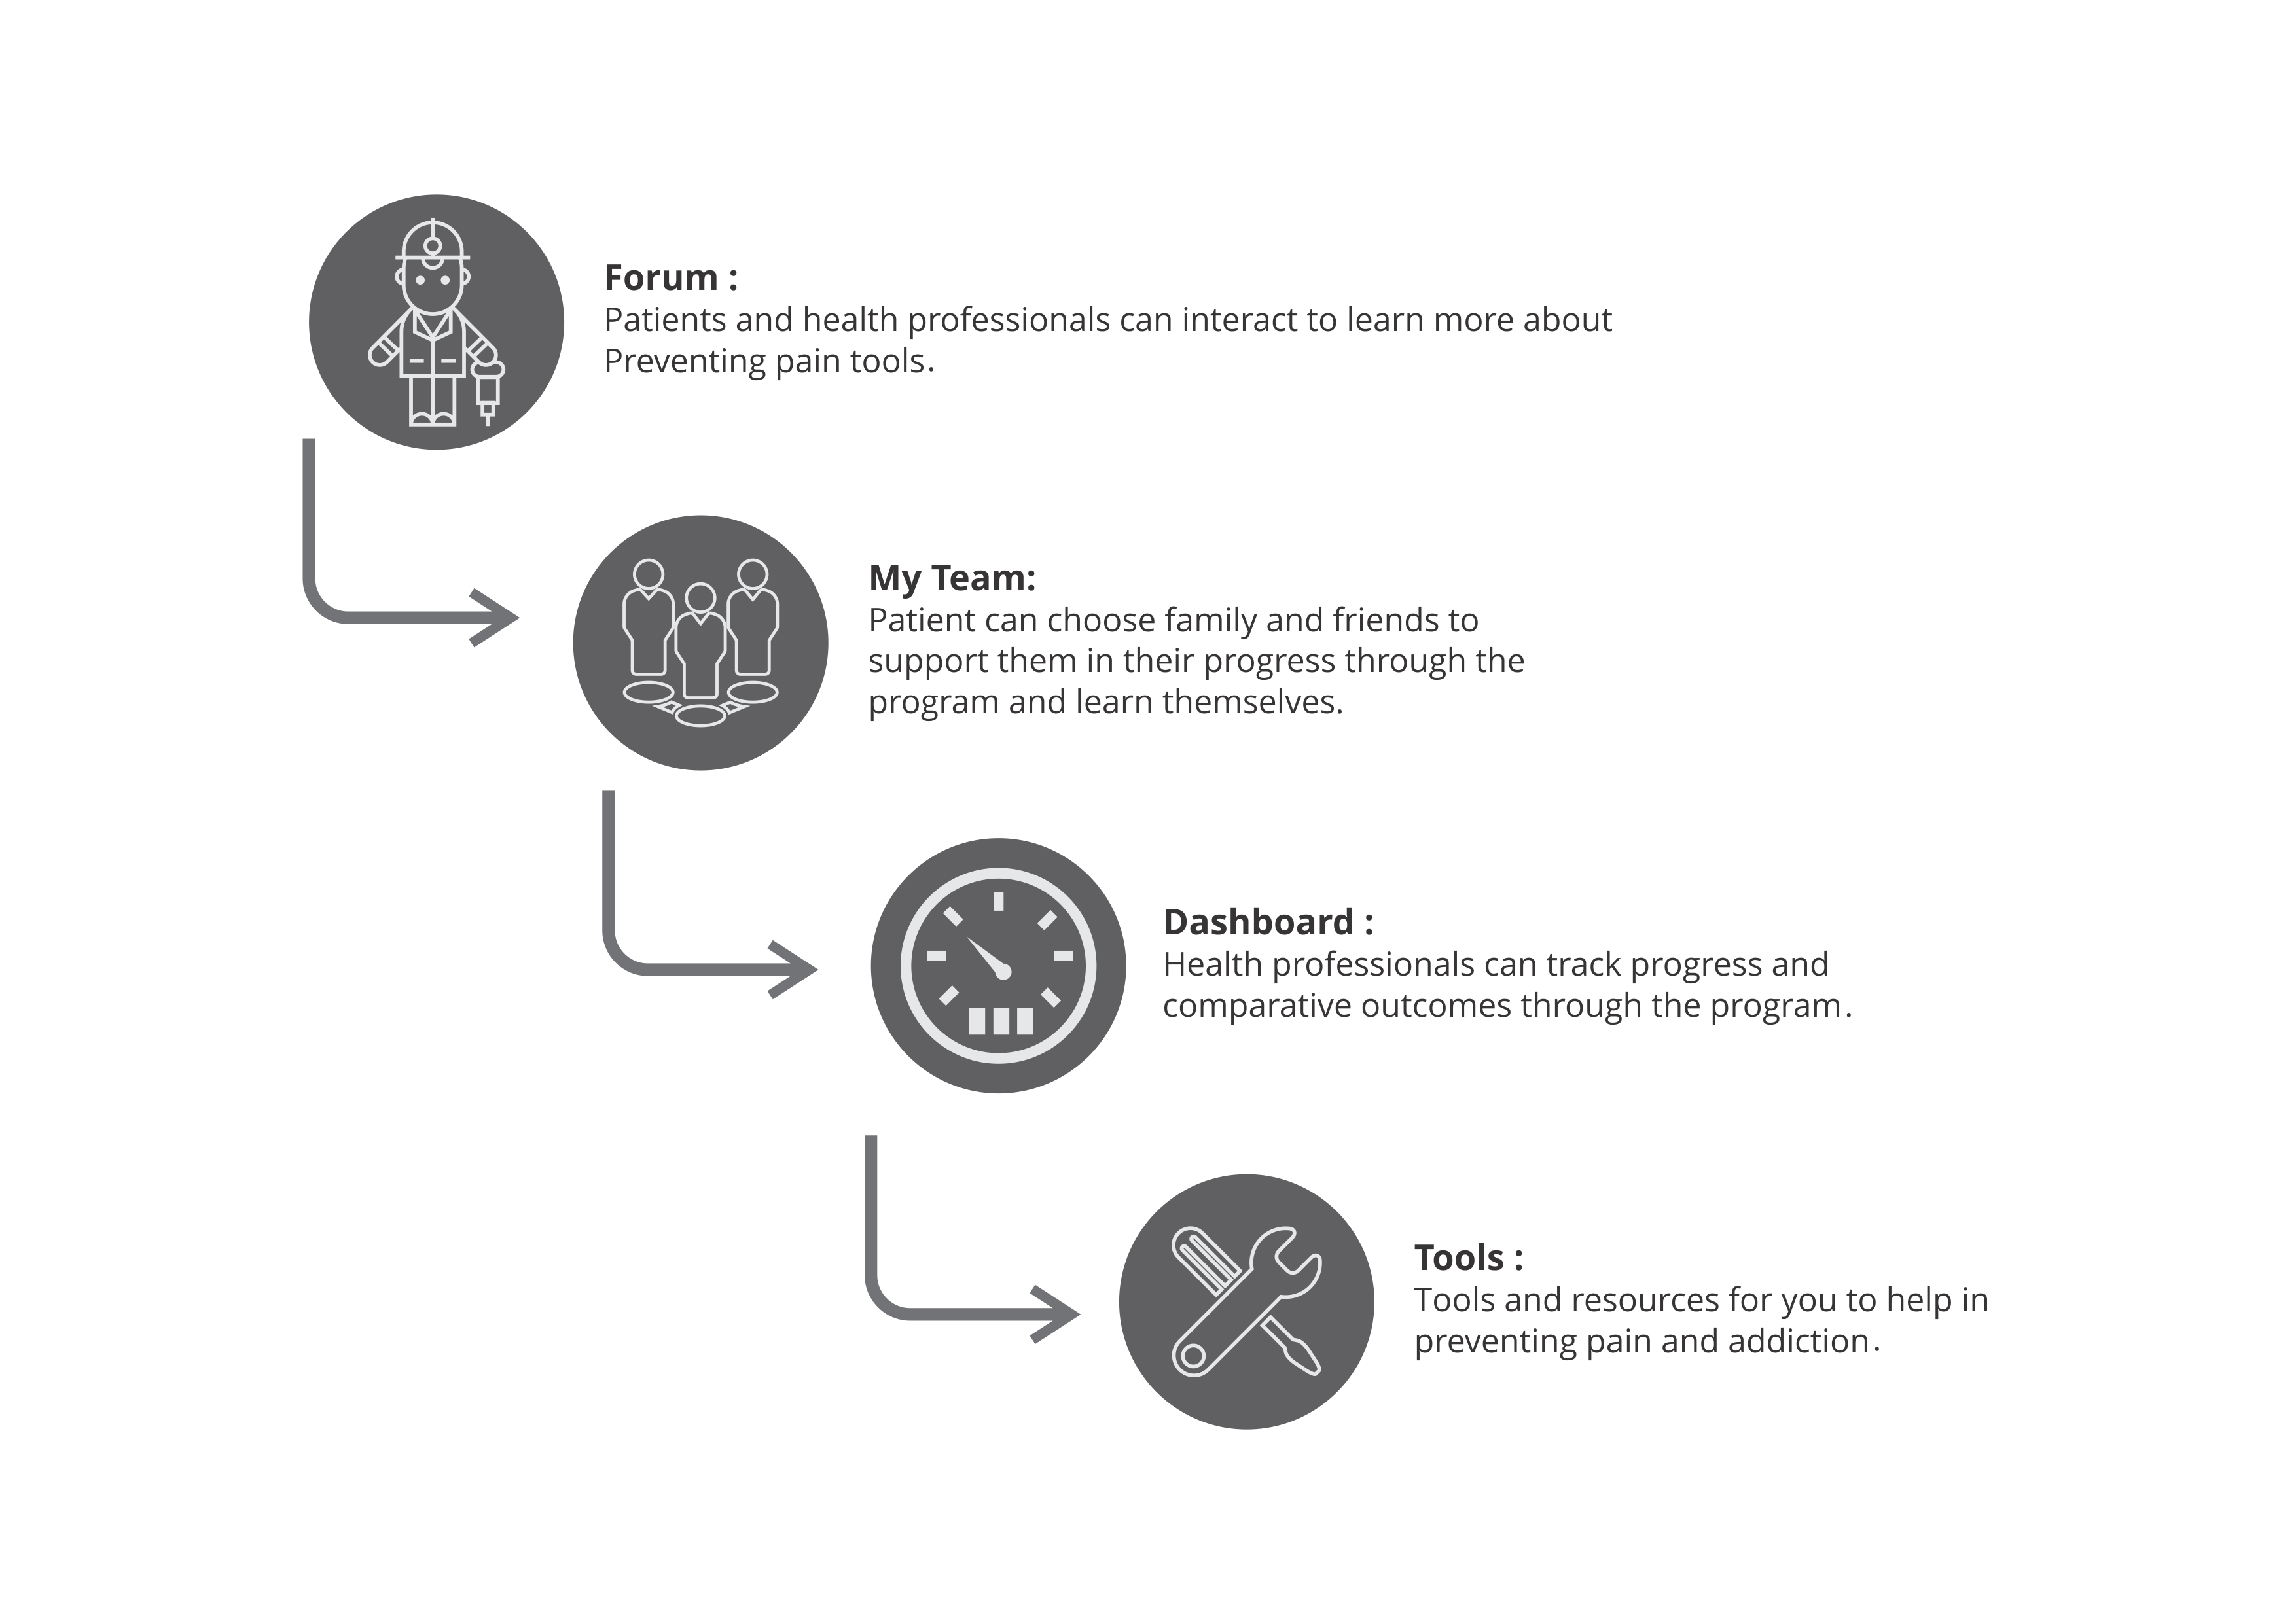 Forum :
Patients and health professionals can interact to learn more about
Preventing pain tools.
My Team:
Patient can choose family and friends to
support them in their progress through the
program and learn themselves.
Dashboard :
Health professionals can track progress and
comparative outcomes through the program.
Tools :
Tools and resources for you to help in
preventing pain and addiction.